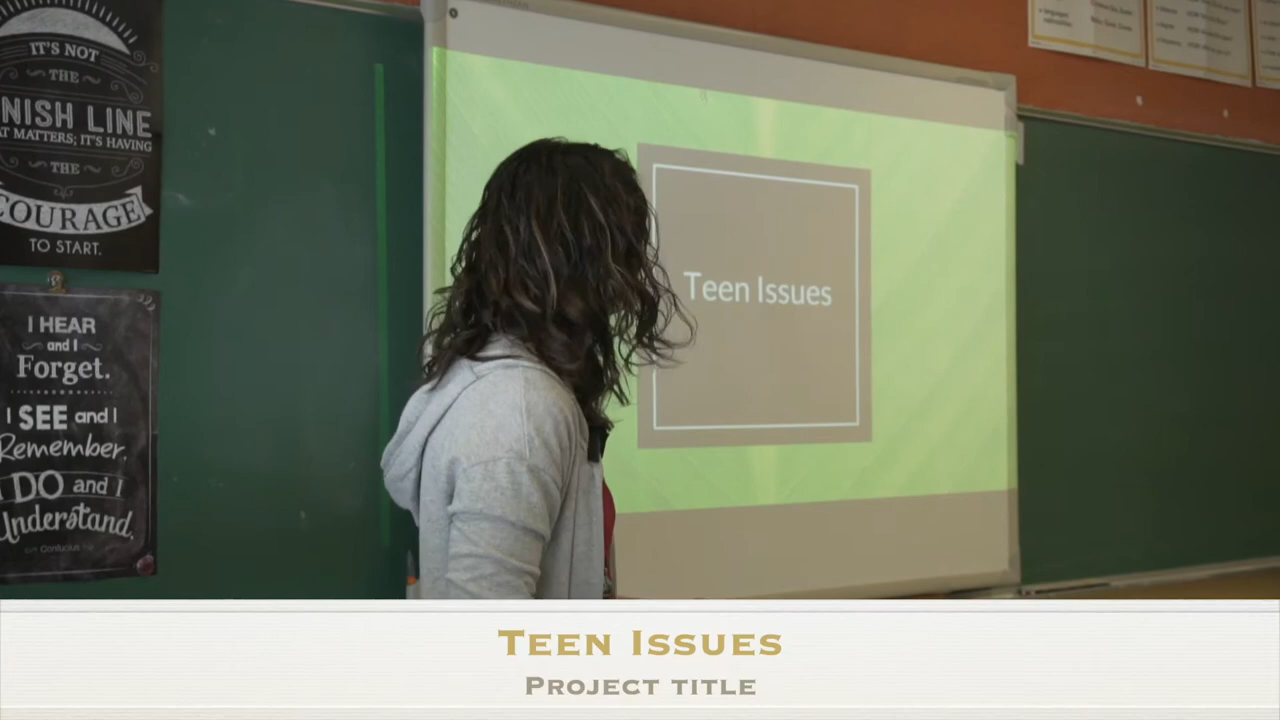 IT'S NOT
THE
NISH LINE
AT MATTERS; IT'S HAVING
THE
COURAGE
TO START.
I HEAR
and I
Forget.
I SEE and I
Remember.
I DO and I
Understand.
Confucius
Teen Issues
TEEN ISSUES
PROJECT TITLE